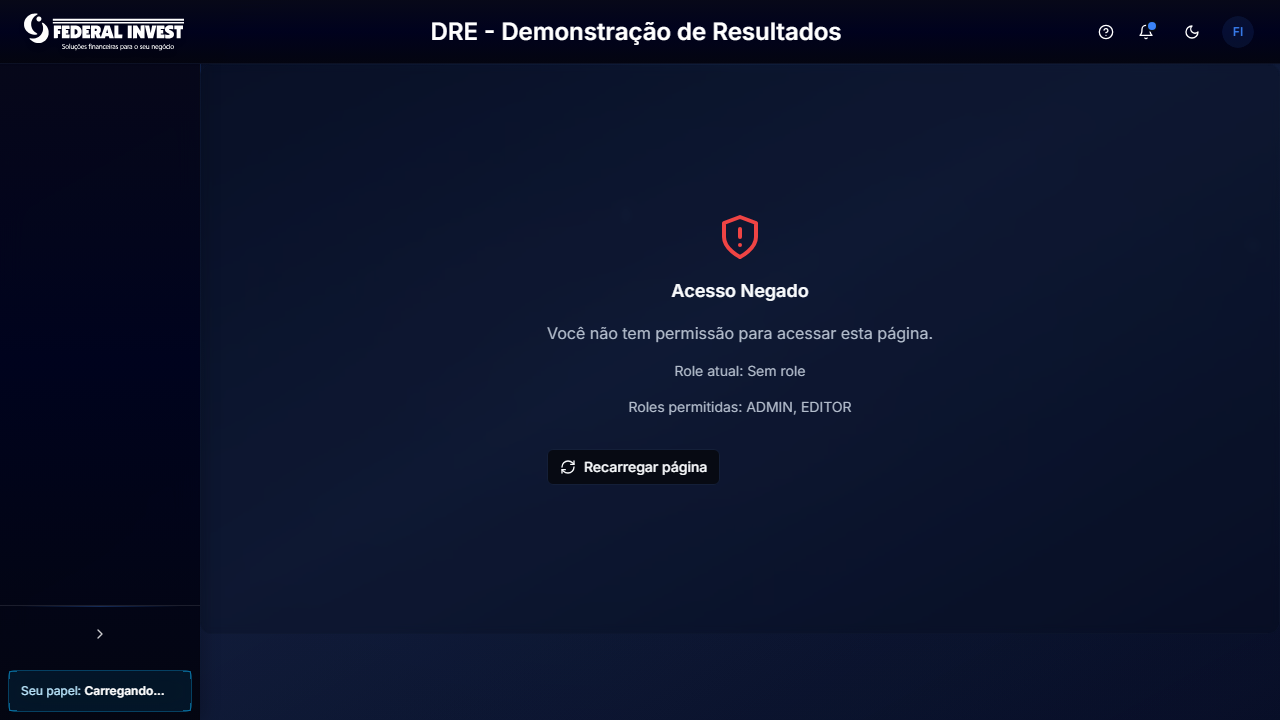 FEDERAL INVEST
Soluções financeiras para o seu negócio
DRE - Demonstração de Resultados
FI
Acesso Negado
Você não tem permissão para acessar esta página.
Role atual: Sem role
Roles permitidas: ADMIN, EDITOR
Recarregar página
Seu papel: Carregando...